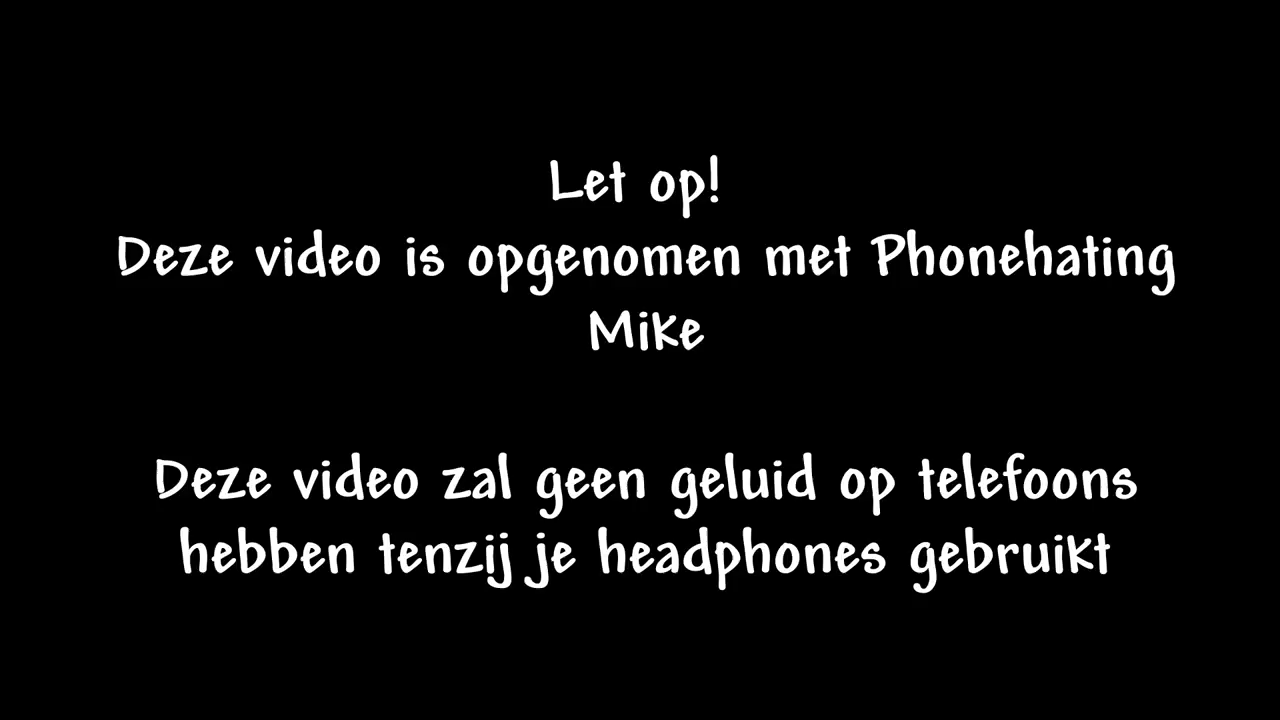 Let op!
Deze video is opgenomen met Phonehating
Mike
Deze video zal geen geluid op telefoons
hebben tenzij je headphones gebruikt